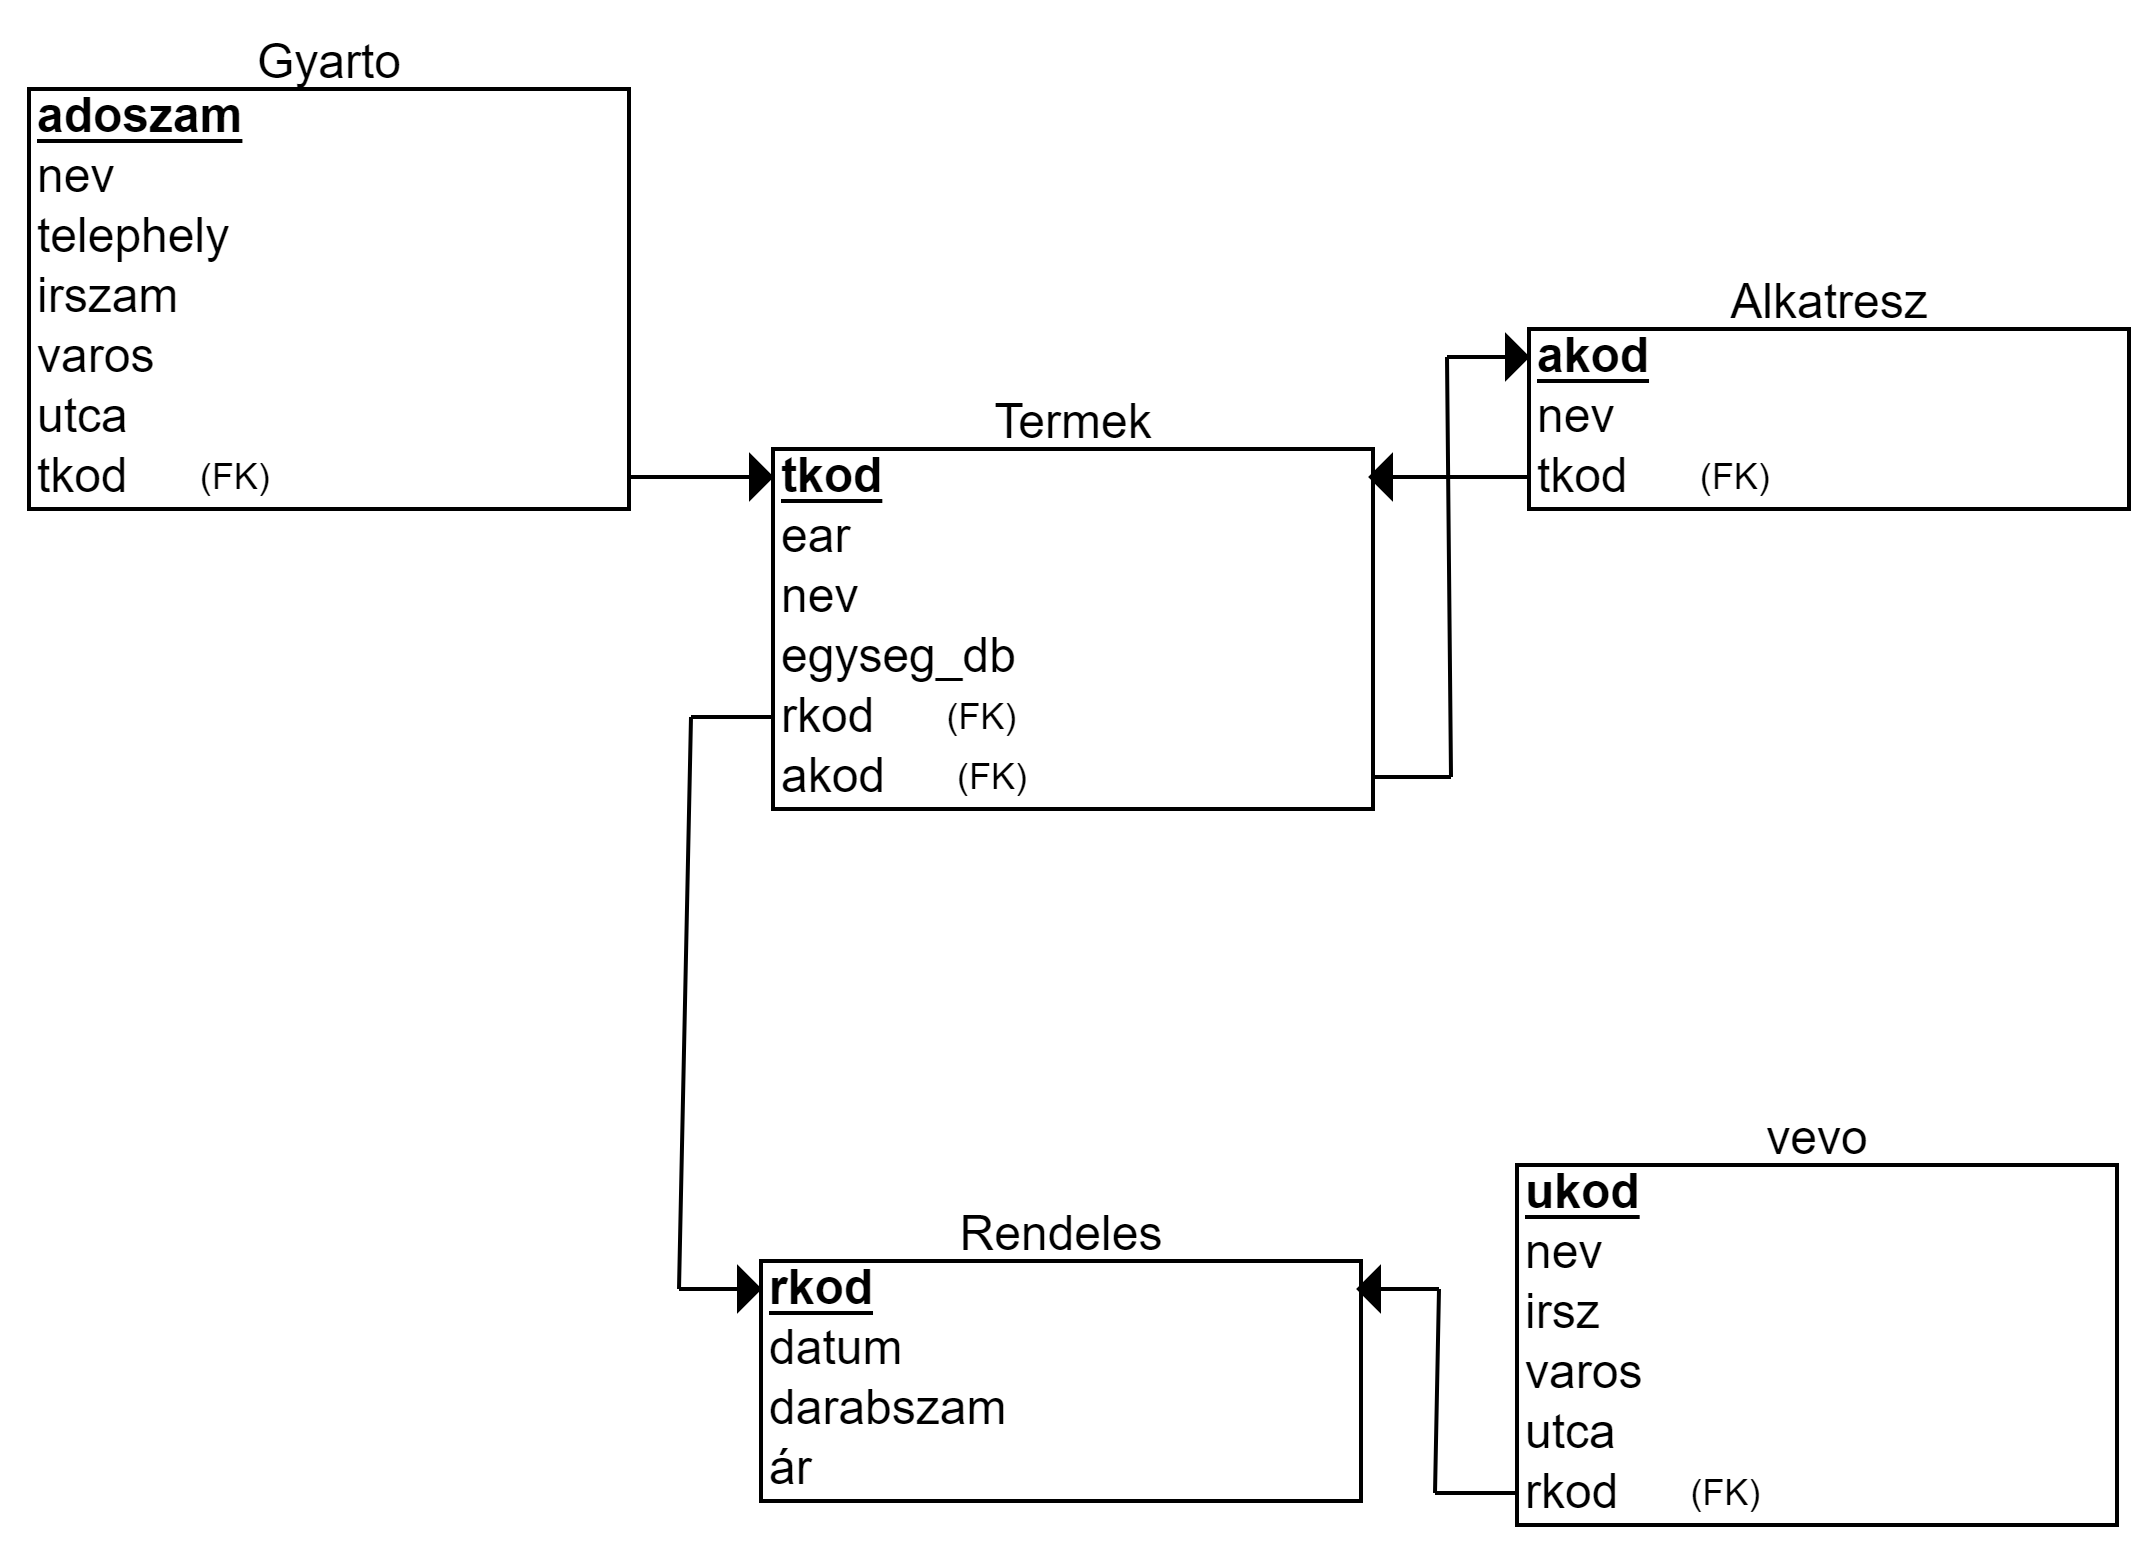 Gyarto
adoszam
nev
telephely
irszam
varos
utca
tkod (FK)
Termek
tkod
ear
nev
egyseg_db
rkod (FK)
akod (FK)
Alkatresz
akod
nev
tkod (FK)
Rendeles
rkod
datum
darabszam
ár
vevo
ukod
nev
irsz
varos
utca
rkod (FK)